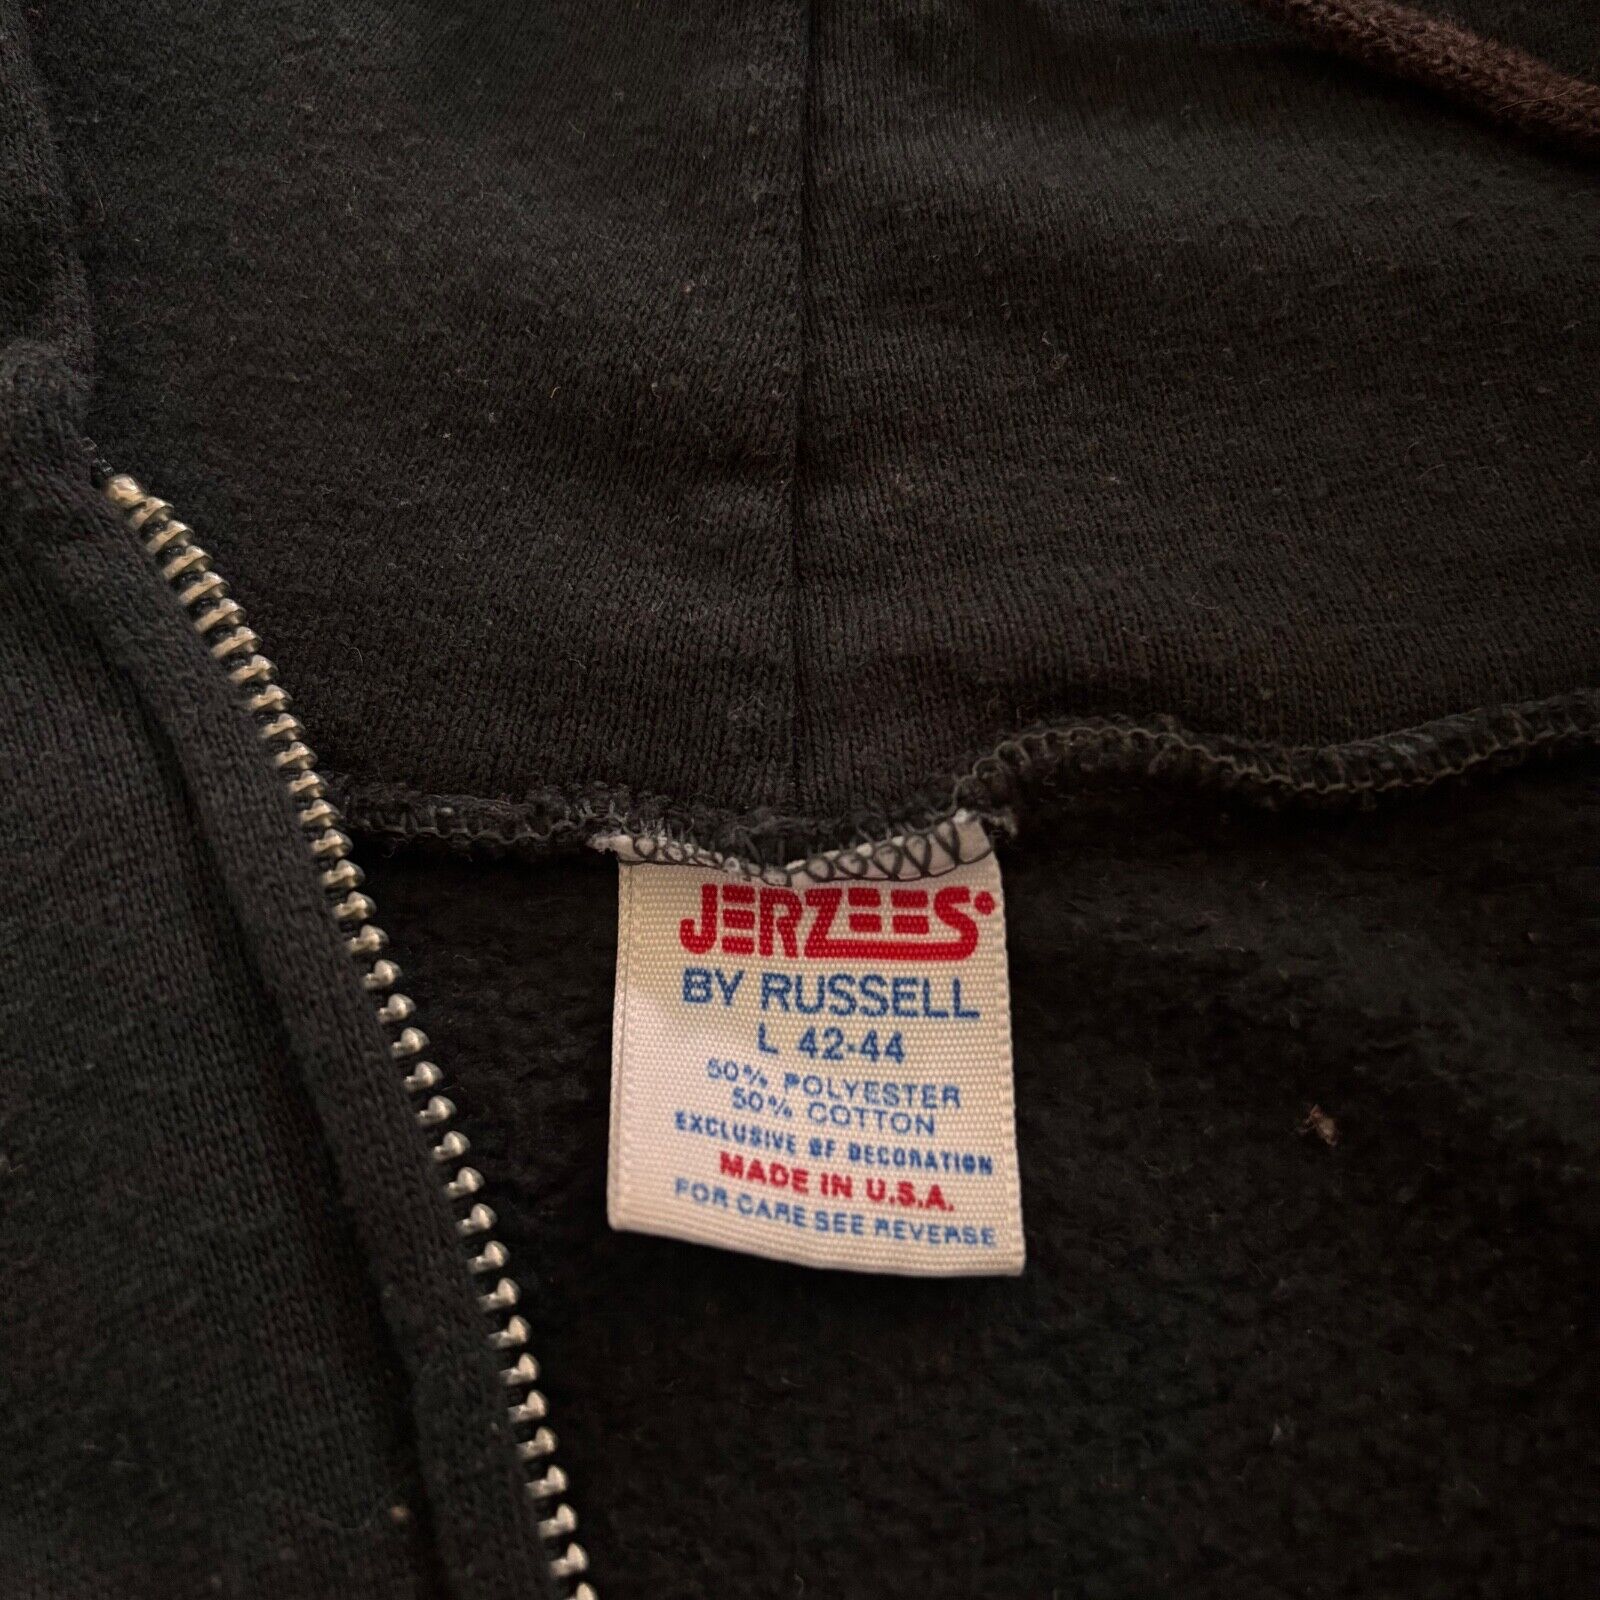 JERZEES
BY RUSSELL
L 42-44
50% POLYESTER
50% COTTON
EXCLUSIVE OF DECORATION
MADE IN U.S.A.
FOR CARE SEE REVERSE